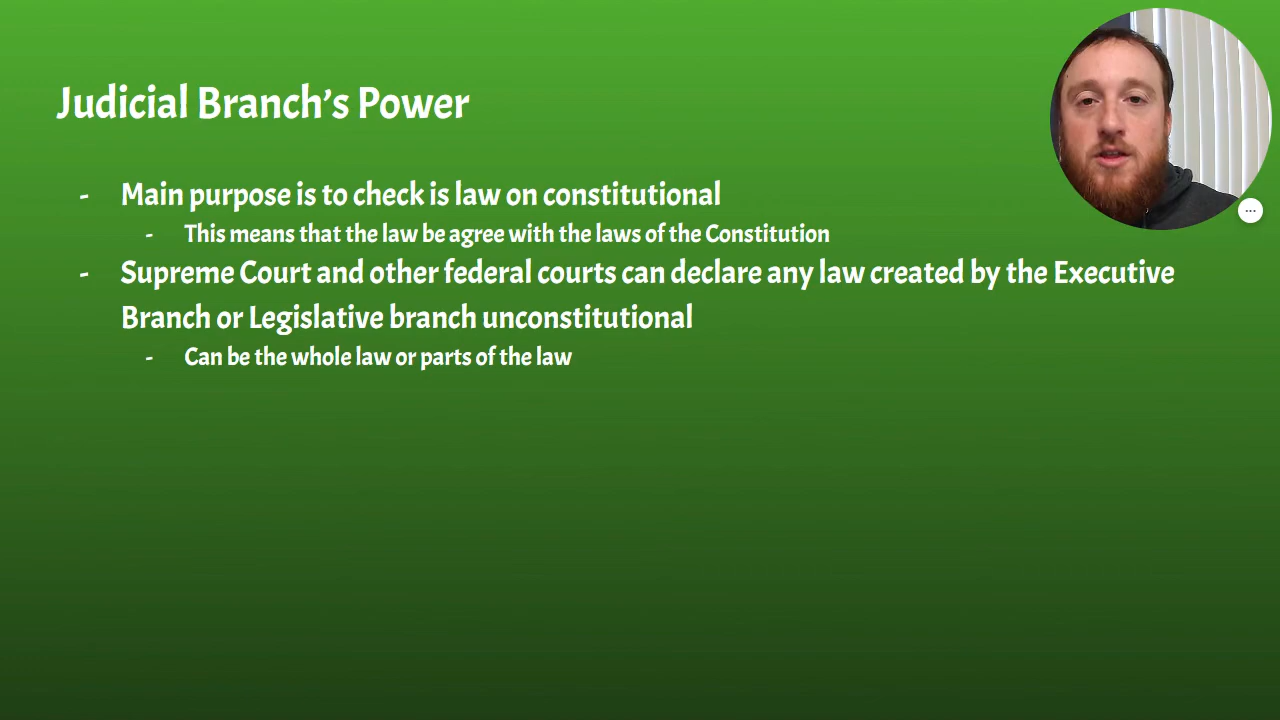 Judicial Branch’s Power
- Main purpose is to check is law on constitutional
- This means that the law be agree with the laws of the Constitution
- Supreme Court and other federal courts can declare any law created by the Executive
Branch or Legislative branch unconstitutional
- Can be the whole law or parts of the law